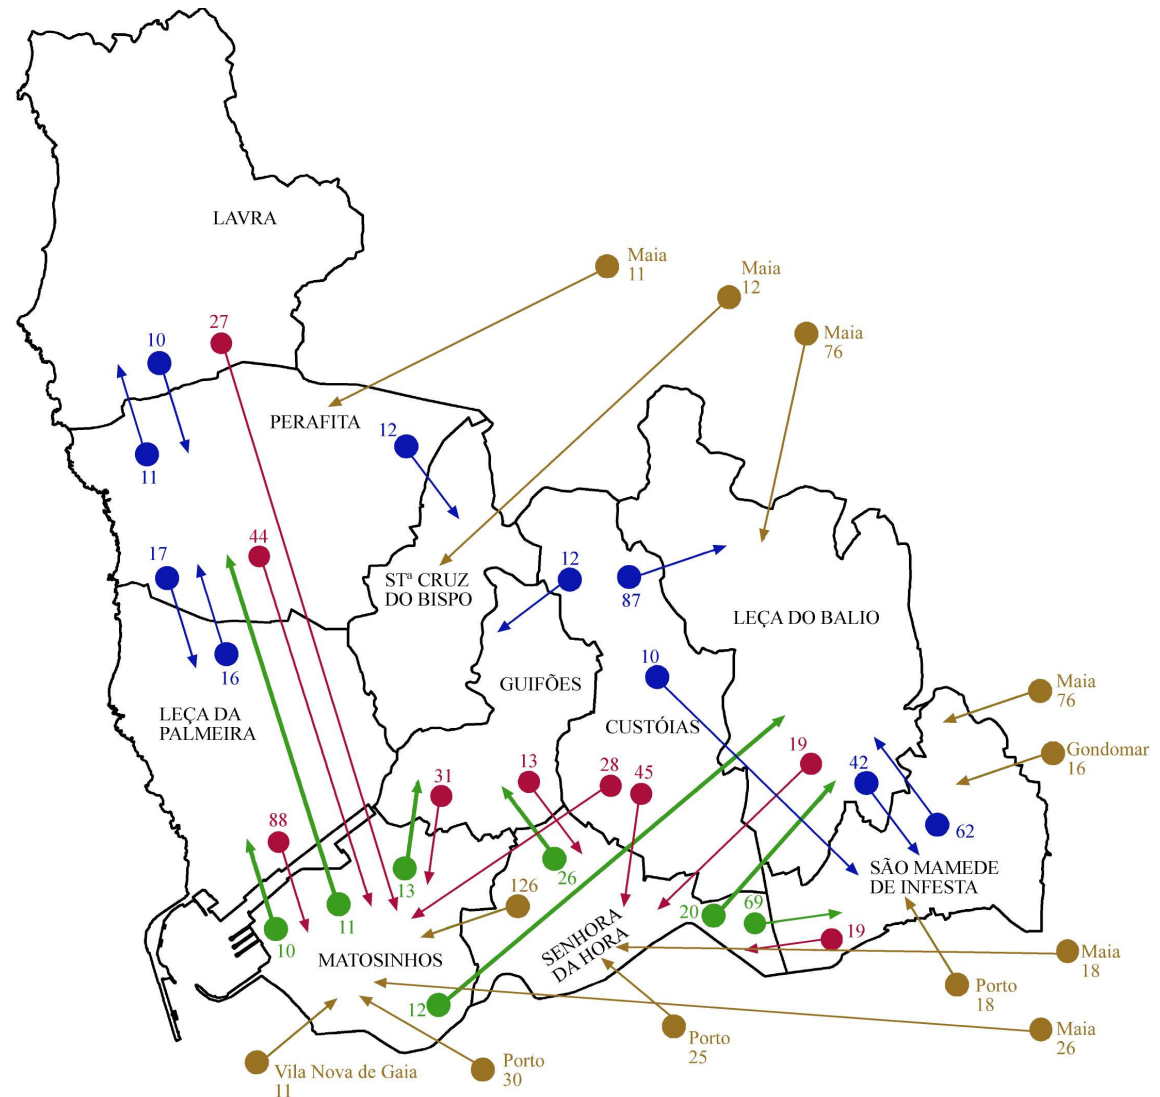 LAVRA
Maia
11
Maia
12
Maia
76
27
10
11
PERAFITA
12
44
17
16
12
87
STª CRUZ
DO BISPO
LEÇA DO BALIO
10
GUIFÕES
LEÇA DA
PALMEIRA
CUSTÓIAS
Maia
76
Gondomar
16
19
42
62
13
28
45
31
88
13
26
126
SÃO MAMEDE
DE INFESTA
20
69
19
10
11
MATOSINHOS
SENHORA
DA HORA
12
Maia
18
Porto
18
Maia
26
Porto
25
Porto
30
Vila Nova de Gaia
11